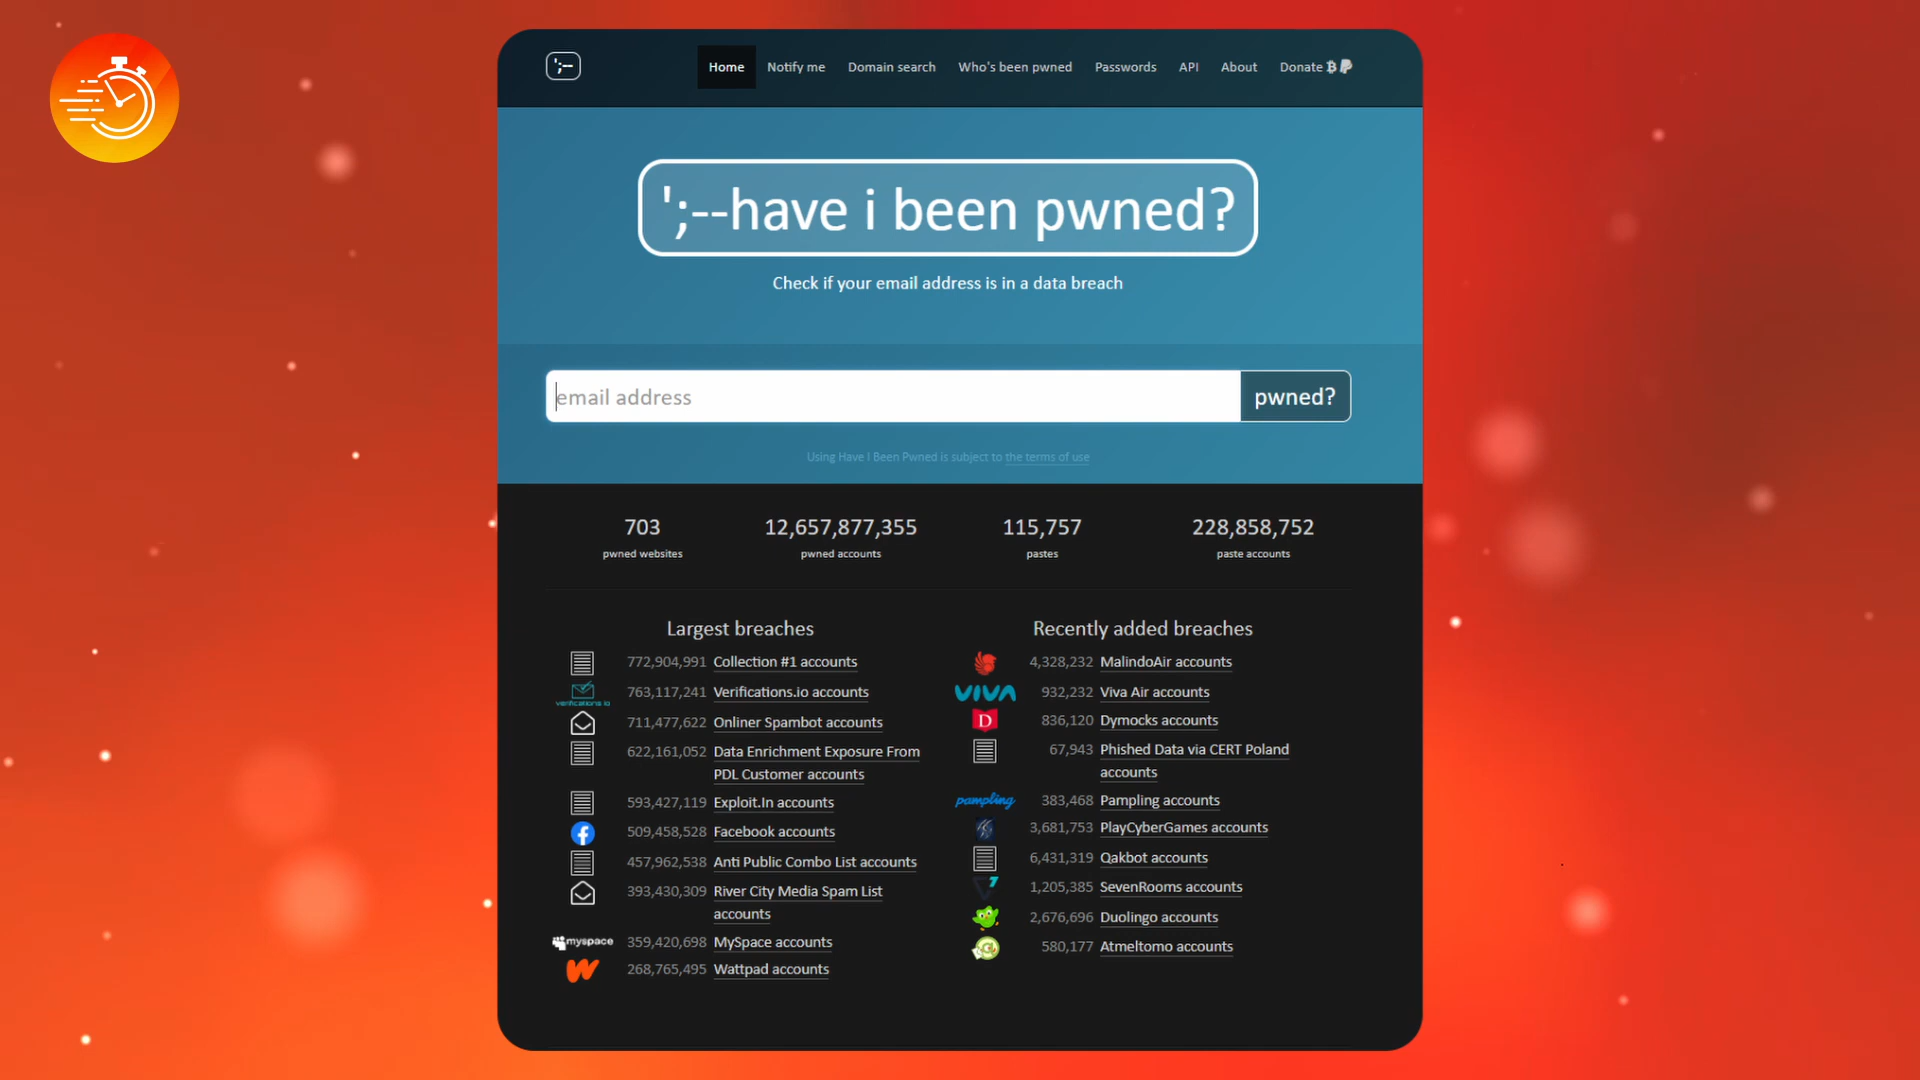 ';--
Home Notify me Domain search Who's been pwned Passwords API About Donate
';--have i been pwned?
Check if your email address is in a data breach
email address pwned?
Using Have I Been Pwned is subject to the terms of use
703 12,657,877,355 115,757 228,858,752
pwned websites pwned accounts pastes paste accounts
Largest breaches
772,904,991 Collection #1 accounts
verifications io 763,117,241 Verifications.io accounts
711,477,622 Onliner Spambot accounts
622,161,052 Data Enrichment Exposure From
PDL Customer accounts
593,427,119 Exploit.In accounts
509,458,528 Facebook accounts
457,962,538 Anti Public Combo List accounts
393,430,309 River City Media Spam List
accounts
myspace 359,420,698 MySpace accounts
268,765,495 Wattpad accounts
Recently added breaches
4,328,232 MalindoAir accounts
VIVA 932,232 Viva Air accounts
D 836,120 Dymocks accounts
67,943 Phished Data via CERT Poland
accounts
pampling 383,468 Pampling accounts
3,681,753 PlayCyberGames accounts
6,431,319 Qakbot accounts
1,205,385 SevenRooms accounts
2,676,696 Duolingo accounts
580,177 Atmeltomo accounts